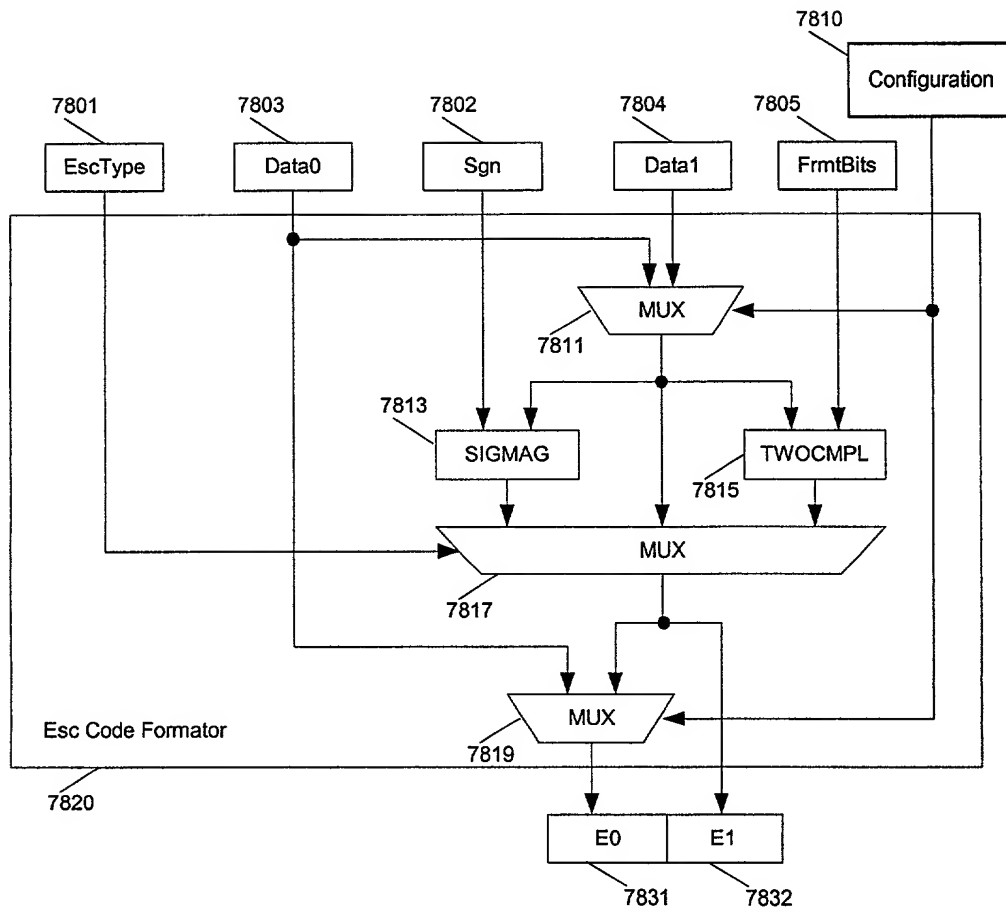 7810
Configuration
7801
7803
7802
7804
7805
EscType
Data0
Sgn
Data1
FrmtBits
MUX
7811
7813
SIGMAG
TWOCMPL
7815
MUX
7817
MUX
Esc Code Formator
7819
7820
E0
E1
7831
7832